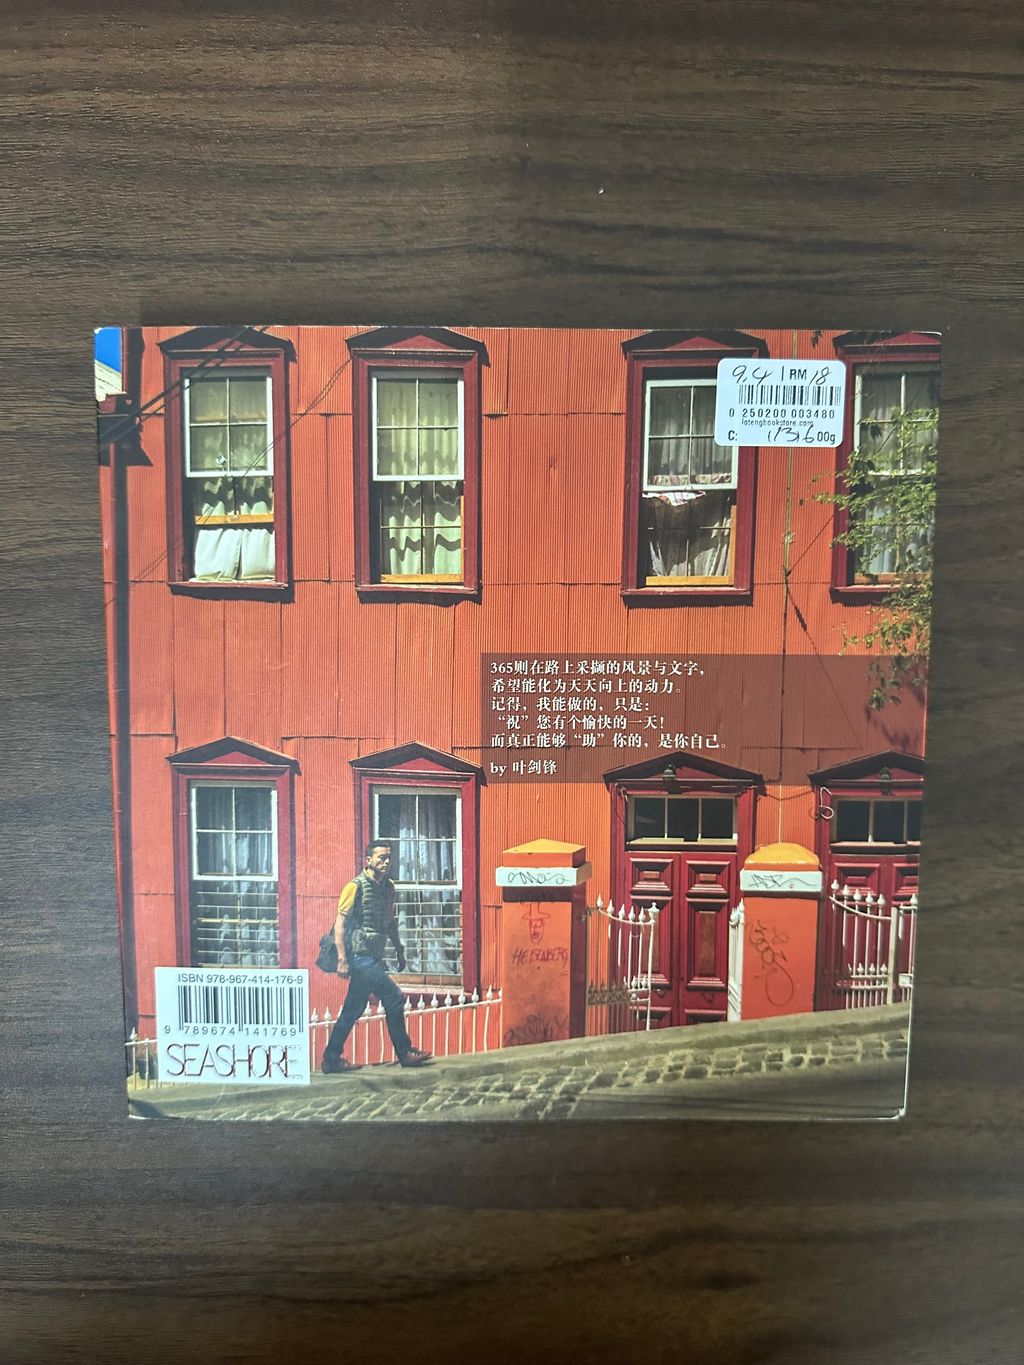 9.4 | RM 18
0 250200 003480
latengbookstore.com
C: 00g
365则在路上采撷的风景与文字，
希望能化为天天向上的动力。
记得，我能做的，只是：
“祝”您有个愉快的一天！
而真正能够“助”你的，是你自己。
by 叶剑锋
HEISENBERG
ISBN 978-967-414-176-9
9 789674 141769
SEASHORE